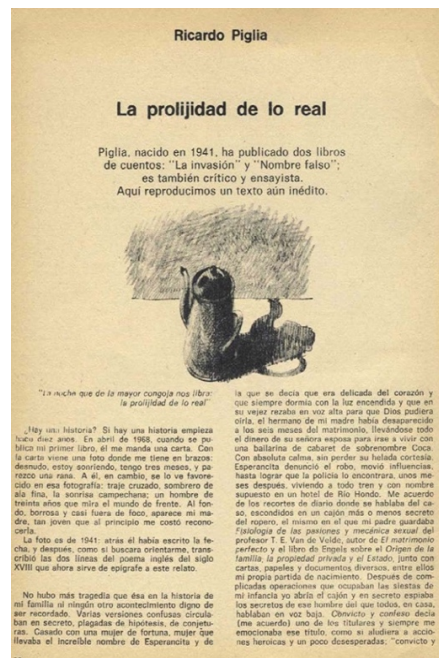 Ricardo Piglia
La prolijidad de lo real
Piglia, nacido en 1941, ha publicado dos libros
de cuentos: "La invasión" y "Nombre falso";
es también crítico y ensayista.
Aquí reproducimos un texto aún inédito.
"La noche que de la mayor congoja nos libra:
la prolijidad de lo real"
¿Hay una historia? Si hay una historia empieza
hace diez años. En abril de 1968, cuando se pu-
blica mi primer libro, él me manda una carta. Con
la carta viene una foto donde me tiene en brazos:
desnudo, estoy sonriendo, tengo tres meses, y pa-
rezco una rana. A él, en cambio, se lo ve favore-
cido en esa fotografía: traje cruzado, sombrero de
ala fina, la sonrisa campechana; un hombre de
treinta años que mira el mundo de frente. Al fon-
do, borrosa y casi fuera de foco, aparece mi ma-
dre, tan joven que al principio me costó recono-
cerla.
La foto es de 1941: atrás él había escrito la fe-
cha, y después, como si buscara orientarme, trans-
cribió las dos líneas del poema inglés del siglo
XVIII que ahora sirve de epígrafe a este relato.
No hubo más tragedia que ésa en la historia de
mi familia ni ningún otro acontecimiento digno de
ser recordado. Varias versiones confusas circula-
ban en secreto, plagadas de hipótesis, de conjetu-
ras. Casado con una mujer de fortuna, mujer que
llevaba el increíble nombre de Esperancita y de
la que se decía que era delicada del corazón y
que siempre dormía con la luz encendida y que en
su vejez rezaba en voz alta para que Dios pudiera
oírla, el hermano de mi madre había desaparecido
a los seis meses del matrimonio, llevándose todo
el dinero de su señora esposa para irse a vivir con
una bailarina de cabaret de sobrenombre Coca.
Con absoluta calma, sin perder su helada cortesía,
Esperancita denunció el robo, movió influencias,
hasta lograr que la policía lo encontrara, unos me-
ses después, viviendo a todo tren y con nombre
supuesto en un hotel de Río Hondo. Me acuerdo
de los recortes de diario donde se hablaba del ca-
so, escondidos en un cajón más o menos secreto
del ropero, el mismo en el que mi padre guardaba
Fisiología de las pasiones y mecánica sexual del
profesor T. E. Van de Velde, autor de El matrimonio
perfecto y el libro de Engels sobre el Origen de la
familia, la propiedad privada y el Estado, junto con
cartas, papeles y documentos diversos, entre ellos
mi propia partida de nacimiento. Después de com-
plicadas operaciones que ocupaban las siestas de
mi infancia yo abría el cajón y en secreto espiaba
los secretos de ese hombre del que todos, en casa,
hablaban en voz baja. Convicto y confeso decía
(me acuerdo) uno de los titulares y siempre me
emocionaba ese título, como si aludiera a accio-
nes heroicas y un poco desesperadas: "convicto y